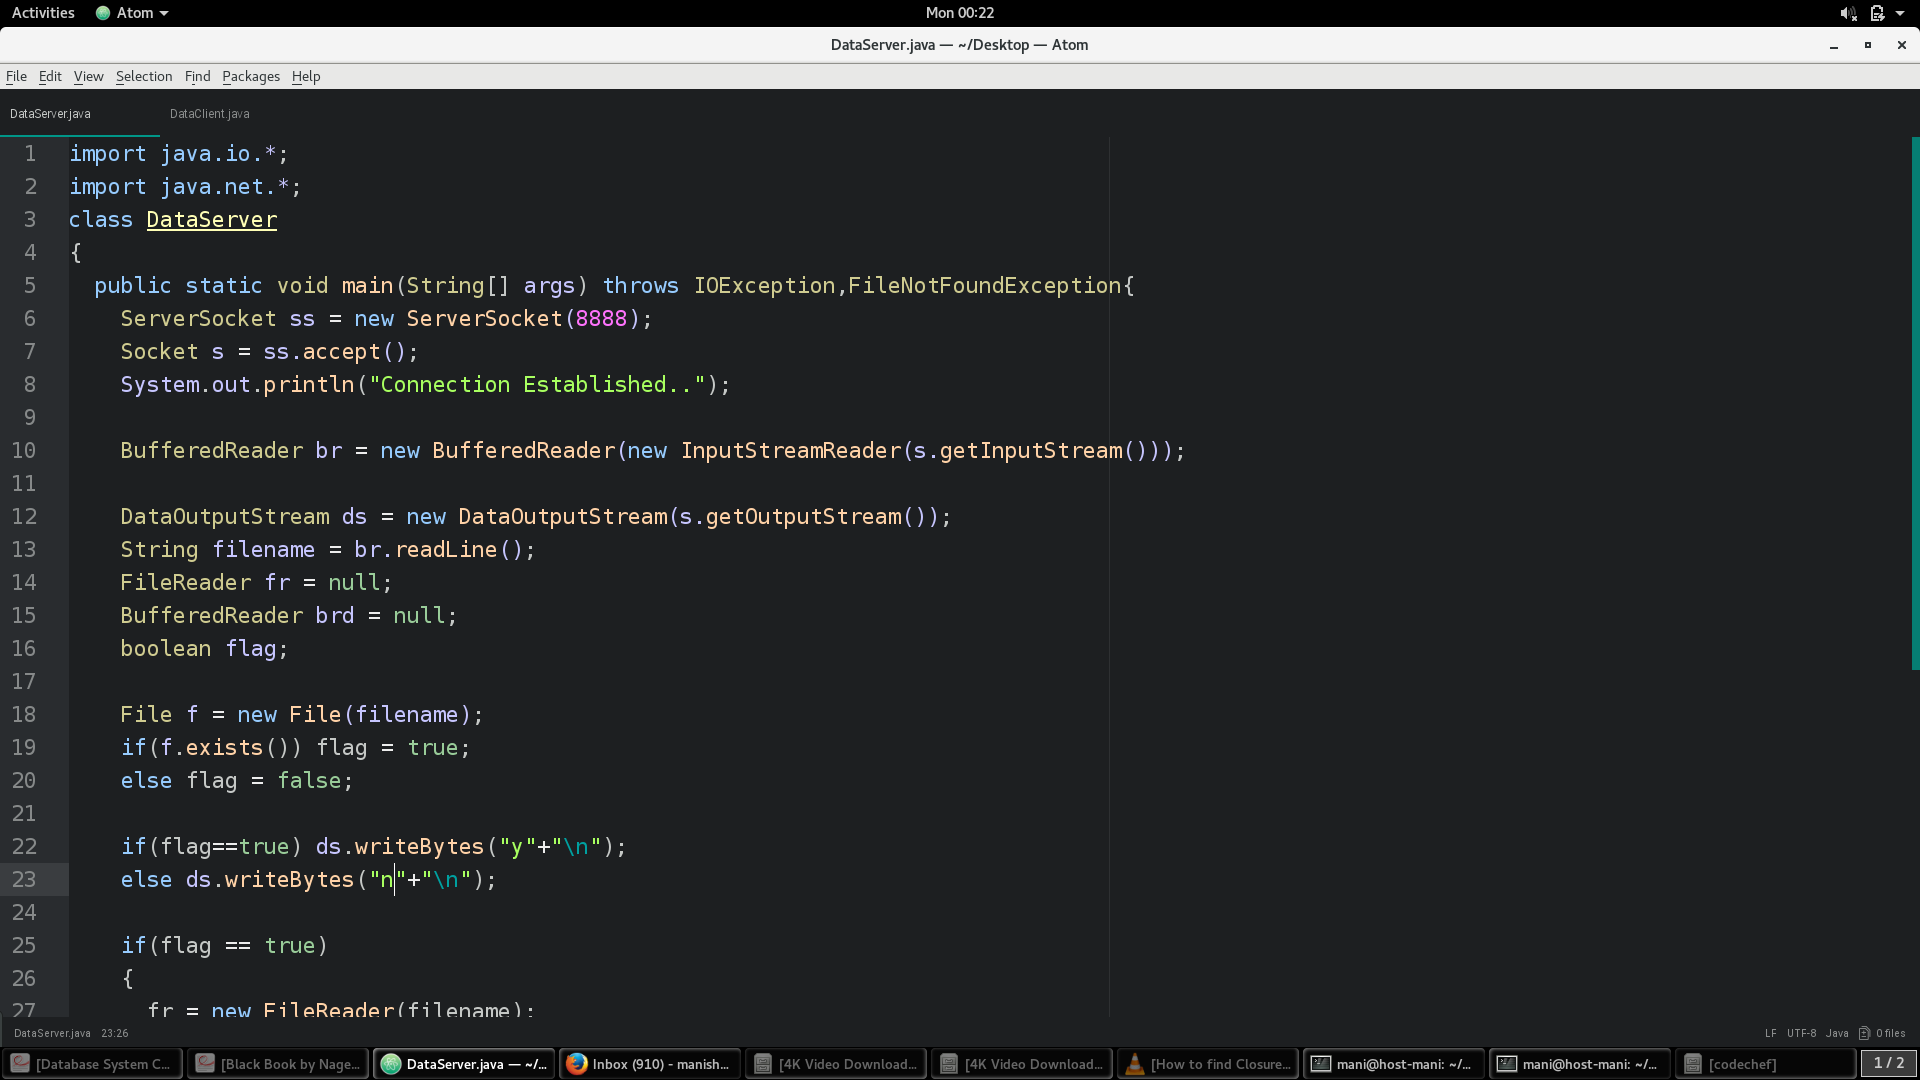 Activities Atom Mon 00:22
DataServer.java — ~/Desktop — Atom
File Edit View Selection Find Packages Help
DataServer.java DataClient.java
1 import java.io.*;
2 import java.net.*;
3 class DataServer
4 {
5 public static void main(String[] args) throws IOException,FileNotFoundException{
6 ServerSocket ss = new ServerSocket(8888);
7 Socket s = ss.accept();
8 System.out.println("Connection Established..");
9
10 BufferedReader br = new BufferedReader(new InputStreamReader(s.getInputStream()));
11
12 DataOutputStream ds = new DataOutputStream(s.getOutputStream());
13 String filename = br.readLine();
14 FileReader fr = null;
15 BufferedReader brd = null;
16 boolean flag;
17
18 File f = new File(filename);
19 if(f.exists()) flag = true;
20 else flag = false;
21
22 if(flag==true) ds.writeBytes("y"+"\n");
23 else ds.writeBytes("n"+"\n");
24
25 if(flag == true)
26 {
27 fr = new FileReader(filename);
DataServer.java 23:26 LF UTF-8 Java 0 files
[Database System C... [Black Book by Nage... DataServer.java — ~/... Inbox (910) - manish... [4K Video Download... [4K Video Download... [How to find Closure... mani@host-mani: ~/... mani@host-mani: ~/... [codechef] 1 / 2